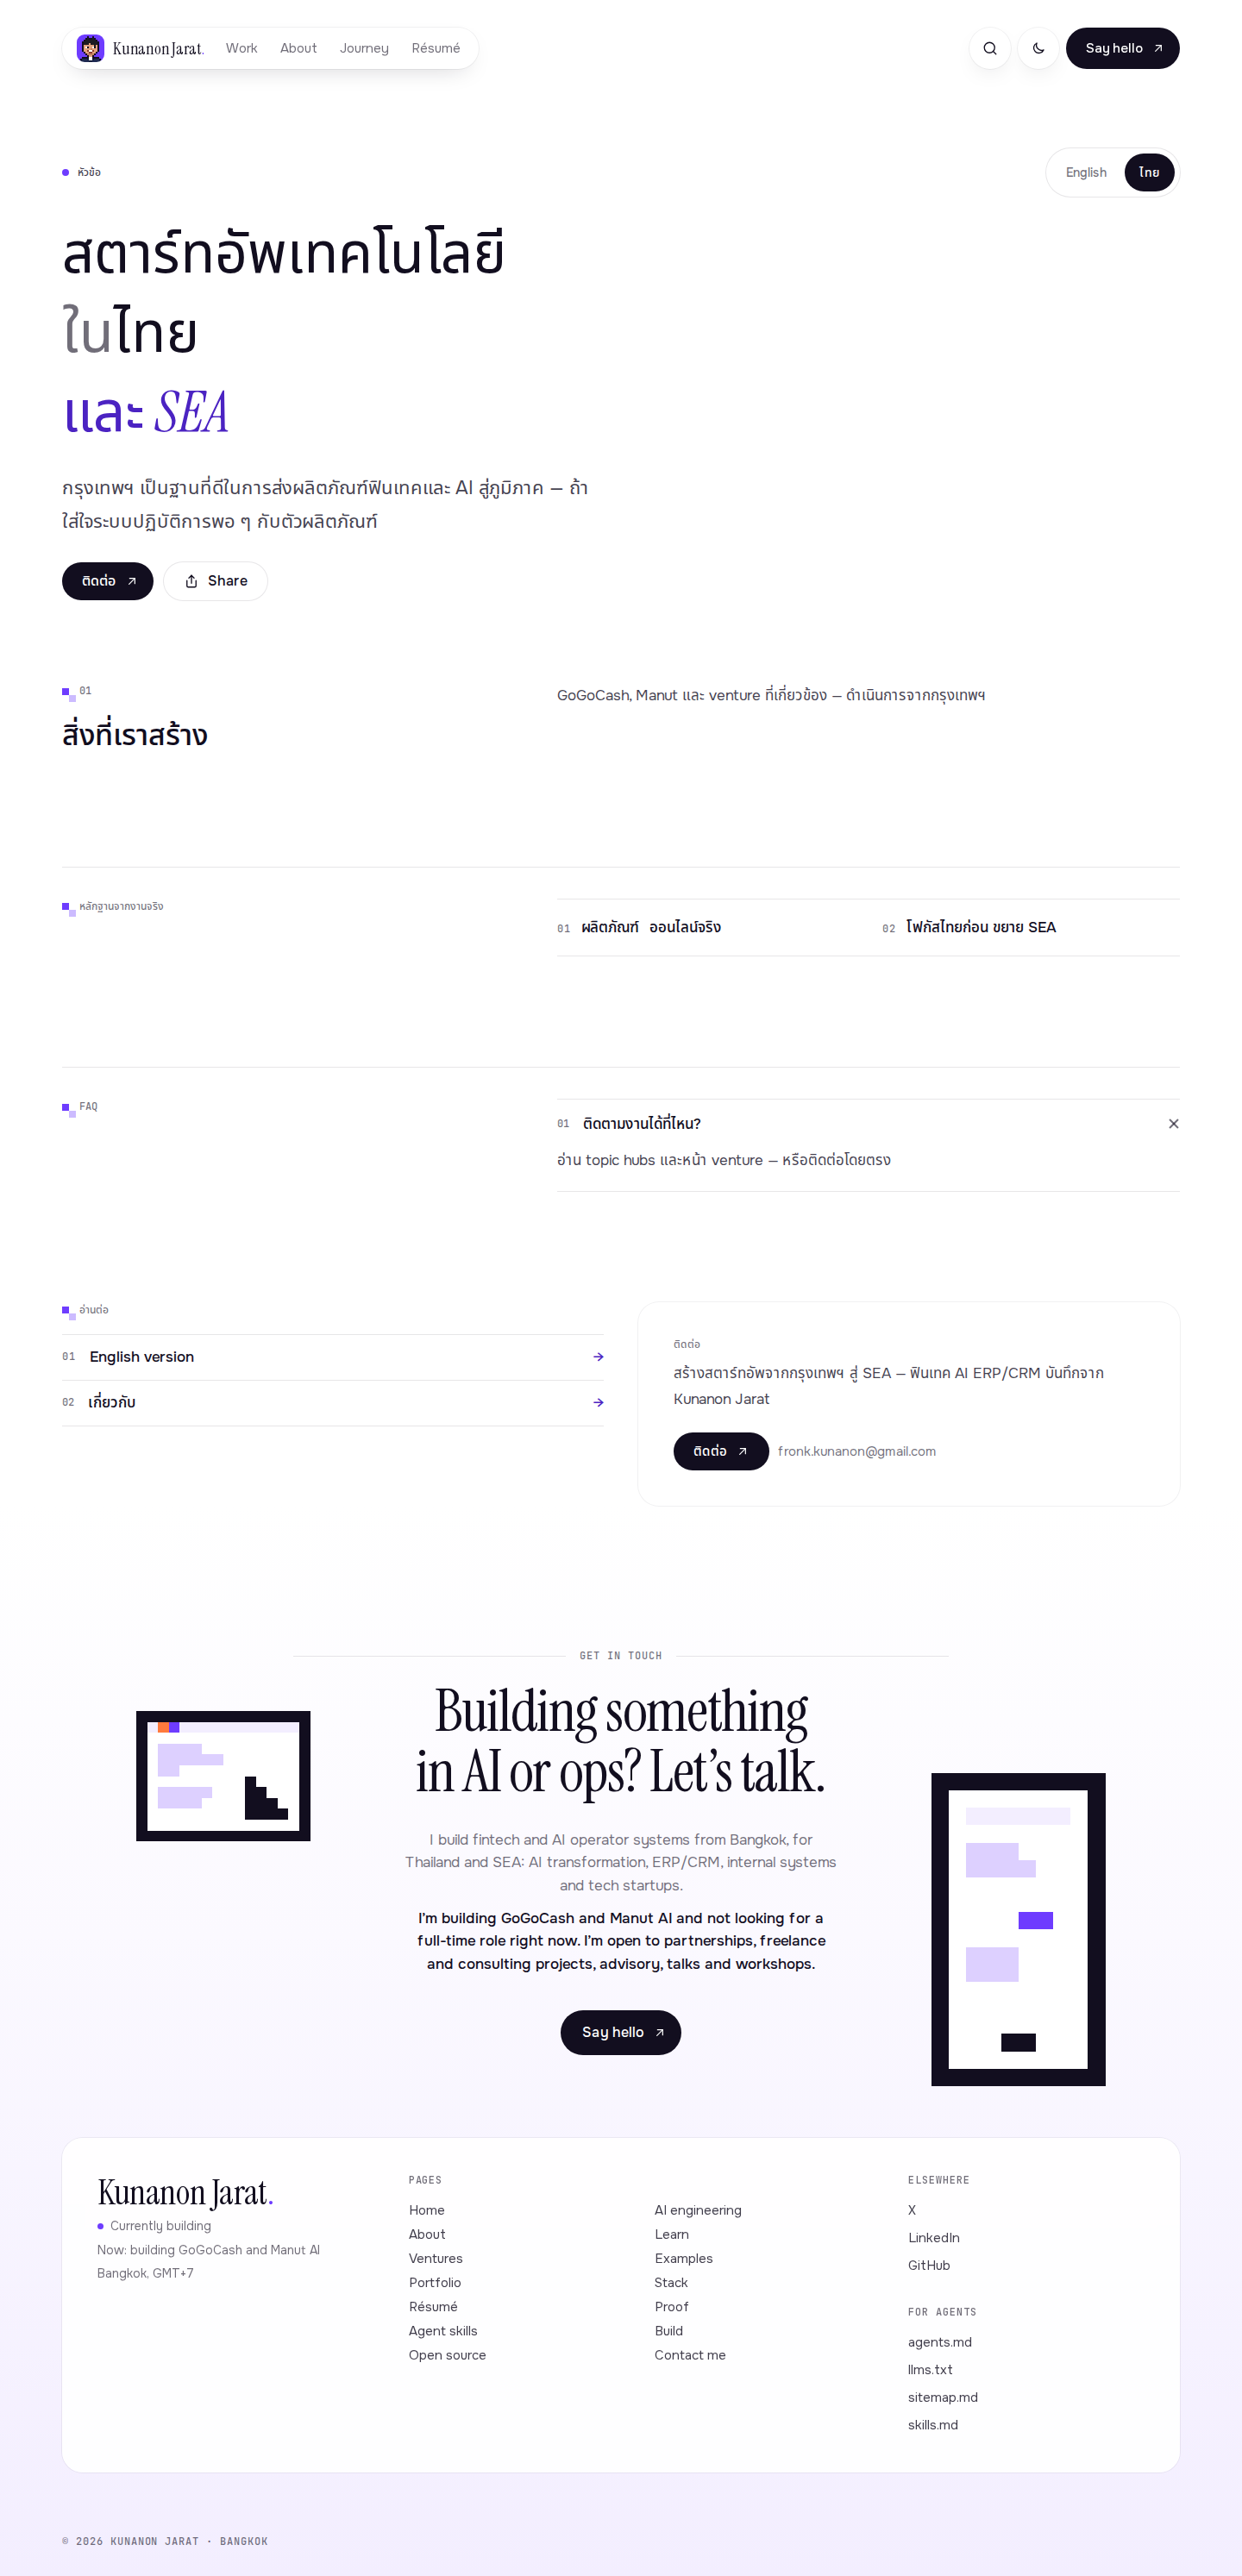 Kunanon Jarat.
Work
About
Journey
Résumé
Say hello
หัวข้อ
English
ไทย
สตาร์ทอัพเทคโนโลยี
ในไทย
และ SEA
กรุงเทพฯ เป็นฐานที่ดีในการส่งผลิตภัณฑ์ฟินเทคและ AI สู่ภูมิภาค — ถ้า
ใส่ใจระบบปฏิบัติการพอ ๆ กับตัวผลิตภัณฑ์
ติดต่อ
Share
01
สิ่งที่เราสร้าง
GoGoCash, Manut และ venture ที่เกี่ยวข้อง — ดำเนินการจากกรุงเทพฯ
หลักฐานจากงานจริง
01 ผลิตภัณฑ์ ออนไลน์จริง
02 โฟกัสไทยก่อน ขยาย SEA
FAQ
01 ติดตามงานได้ที่ไหน?
อ่าน topic hubs และหน้า venture — หรือติดต่อโดยตรง
อ่านต่อ
01 English version
02 เกี่ยวกับ
ติดต่อ
สร้างสตาร์ทอัพจากกรุงเทพฯ สู่ SEA — ฟินเทค AI ERP/CRM บันทึกจาก
Kunanon Jarat
ติดต่อ
fronk.kunanon@gmail.com
GET IN TOUCH
Building something
in AI or ops? Let’s talk.
I build fintech and AI operator systems from Bangkok, for
Thailand and SEA: AI transformation, ERP/CRM, internal systems
and tech startups.
I’m building GoGoCash and Manut AI and not looking for a
full-time role right now. I’m open to partnerships, freelance
and consulting projects, advisory, talks and workshops.
Say hello
Kunanon Jarat.
Currently building
Now: building GoGoCash and Manut AI
Bangkok, GMT+7
PAGES
Home
About
Ventures
Portfolio
Résumé
Agent skills
Open source
AI engineering
Learn
Examples
Stack
Proof
Build
Contact me
ELSEWHERE
X
LinkedIn
GitHub
FOR AGENTS
agents.md
llms.txt
sitemap.md
skills.md
© 2026 KUNANON JARAT · BANGKOK